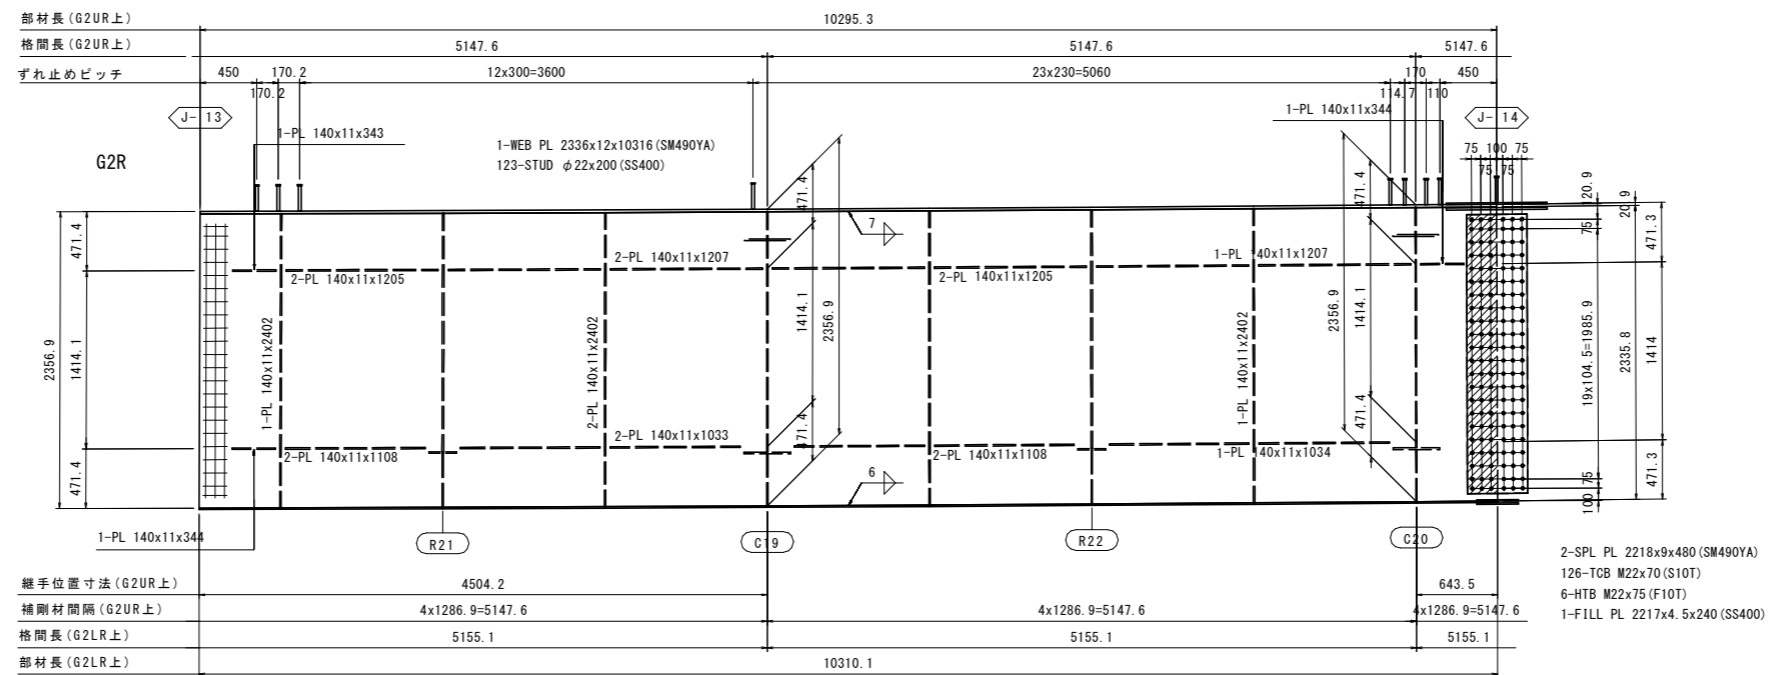 部材長(G2UR上) 10295.3
格間長(G2UR上) 5147.6 5147.6 5147.6
ずれ止めピッチ 450 170.2 12x300=3600 23x230=5060 170 450
170.2 114.7 110
J- 13
1-PL 140x11x344
J- 14
1-PL 140x11x343
G2R
1-WEB PL 2336x12x10316(SM490YA)
123-STUD φ22x200(SS400)
75 100 75
75 75
471.4
471.4
20.9
20.9
7
471.4
75
471.3
2-PL 140x11x1207
1-PL 140x11x1207
2-PL 140x11x1205
2-PL 140x11x1205
2356.9
1414.1
1-PL 140x11x2402
2-PL 140x11x2402
1414.1
2356.9
2356.9
1414.1
1-PL 140x11x2402
19x104.5=1985.9
2335.8
1414
2-PL 140x11x1033
471.4
471.4
2-PL 140x11x1108
2-PL 140x11x1108
1-PL 140x11x1034
471.4
6
75
100
471.3
1-PL 140x11x344
R21
C19
R22
C20
2-SPL PL 2218x9x480(SM490YA)
126-TCB M22x70(S10T)
6-HTB M22x75(F10T)
1-FILL PL 2217x4.5x240(SS400)
継手位置寸法(G2UR上) 4504.2 643.5
補剛材間隔(G2UR上) 4x1286.9=5147.6 4x1286.9=5147.6 4x1286.9=5147.6
格間長(G2LR上) 5155.1 5155.1 5155.1
部材長(G2LR上) 10310.1